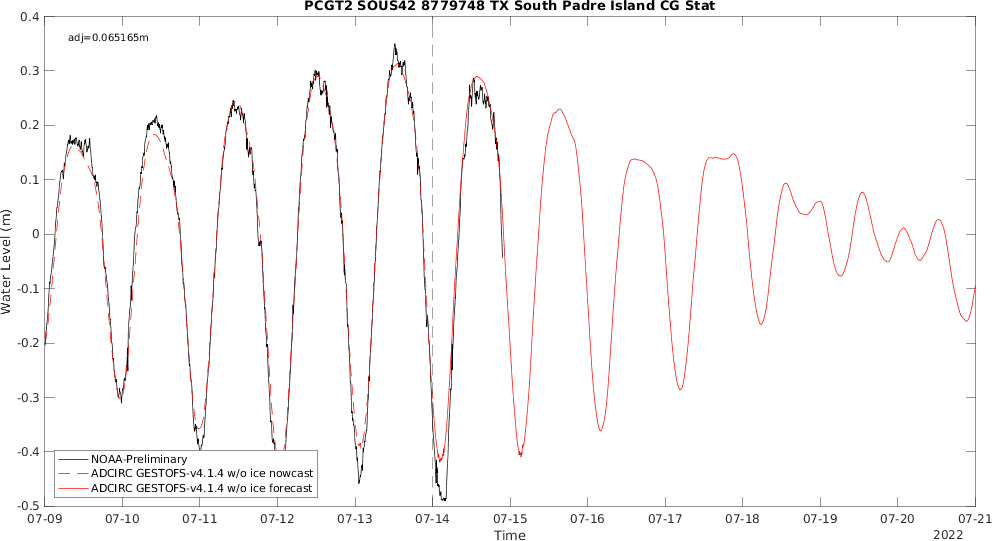 PCGT2 SOUS42 8779748 TX South Padre Island CG Stat
adj=0.065165m
0.4
0.3
0.2
0.1
0
-0.1
-0.2
-0.3
-0.4
-0.5
Water Level (m)
NOAA-Preliminary
ADCIRC GESTOFS-v4.1.4 w/o ice nowcast
ADCIRC GESTOFS-v4.1.4 w/o ice forecast
07-09 07-10 07-11 07-12 07-13 07-14 07-15 07-16 07-17 07-18 07-19 07-20 07-21
Time
2022